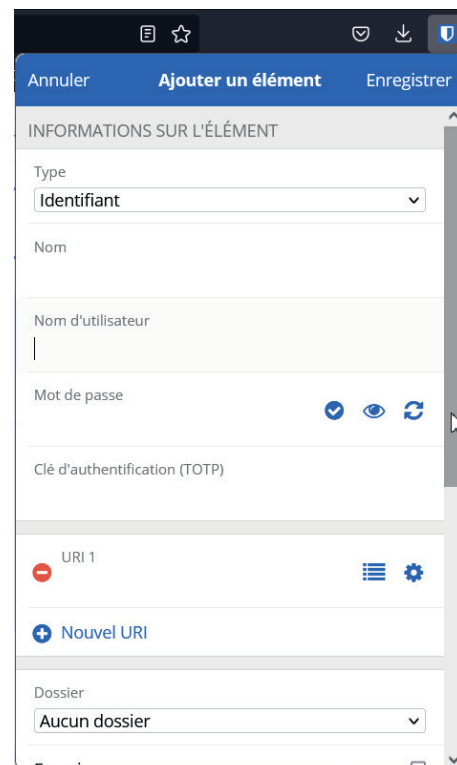 Annuler Ajouter un élément Enregistrer
INFORMATIONS SUR L'ÉLÉMENT
Type
Identifiant
Nom
Nom d'utilisateur
Mot de passe
Clé d'authentification (TOTP)
URI 1
Nouvel URI
Dossier
Aucun dossier